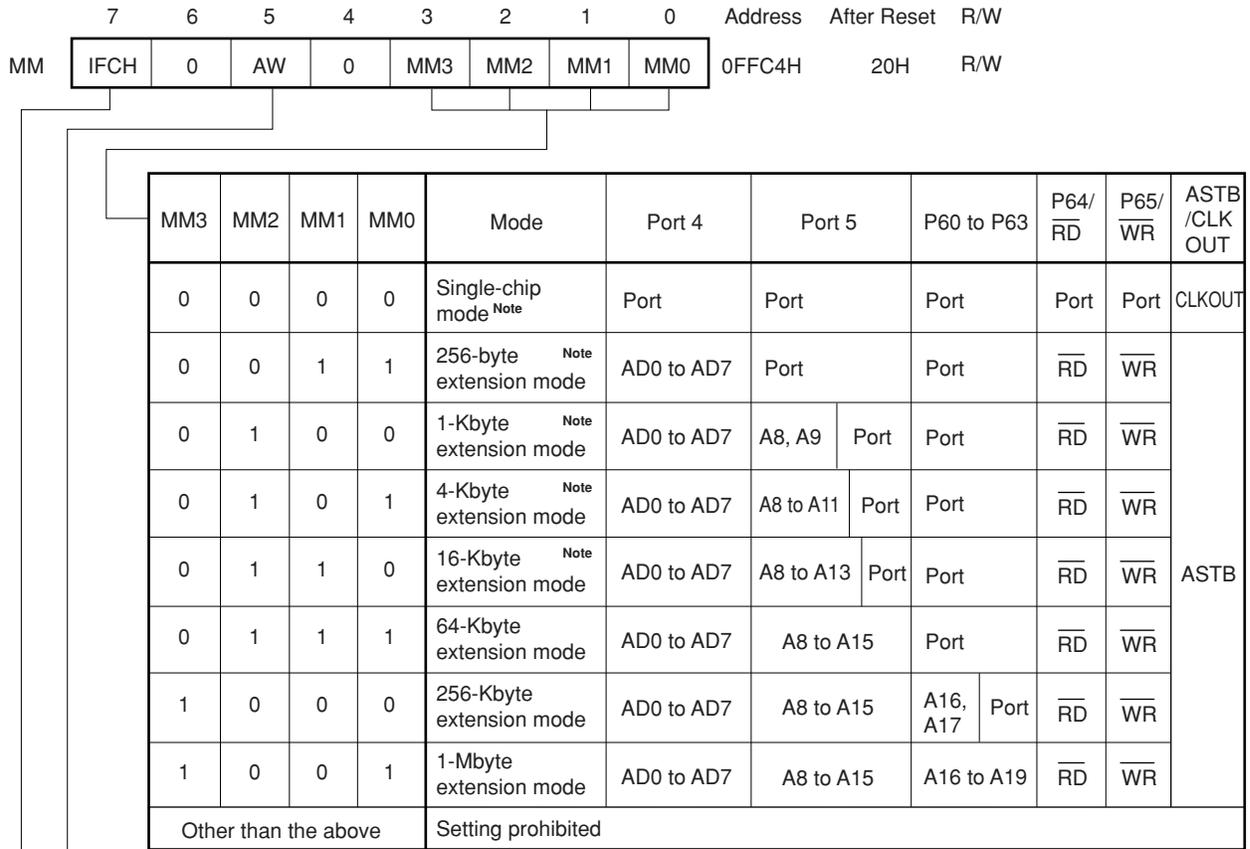 7 6 5 4 3 2 1 0 Address After Reset R/W
MM IFCH 0 AW 0 MM3 MM2 MM1 MM0 0FFC4H 20H R/W
MM3 MM2 MM1 MM0 Mode Port 4 Port 5 P60 to P63 P64/ P65/ ASTB
RD WR /CLK
OUT
0 0 0 0 Single-chip Port Port Port Port Port CLKOUT
mode Note
0 0 1 1 256-byte Note AD0 to AD7 Port Port RD WR
extension mode
0 1 0 0 1-Kbyte Note AD0 to AD7 A8, A9 Port Port RD WR
extension mode
0 1 0 1 4-Kbyte Note AD0 to AD7 A8 to A11 Port Port RD WR
extension mode
0 1 1 0 16-Kbyte Note AD0 to AD7 A8 to A13 Port Port RD WR ASTB
extension mode
0 1 1 1 64-Kbyte AD0 to AD7 A8 to A15 Port RD WR
extension mode
1 0 0 0 256-Kbyte AD0 to AD7 A8 to A15 A16, Port RD WR
extension mode A17
1 0 0 1 1-Mbyte AD0 to AD7 A8 to A15 A16 to A19 RD WR
extension mode
Other than the above Setting prohibited